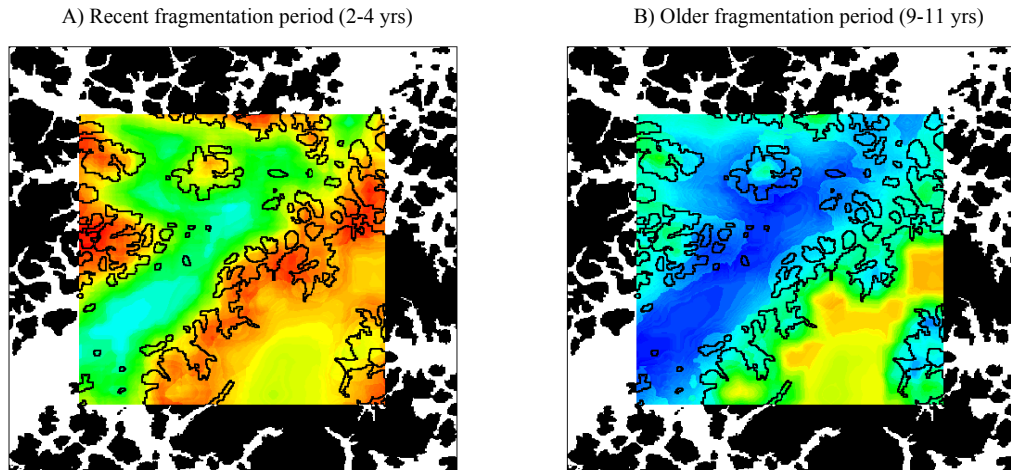 A) Recent fragmentation period (2-4 yrs)
B) Older fragmentation period (9-11 yrs)